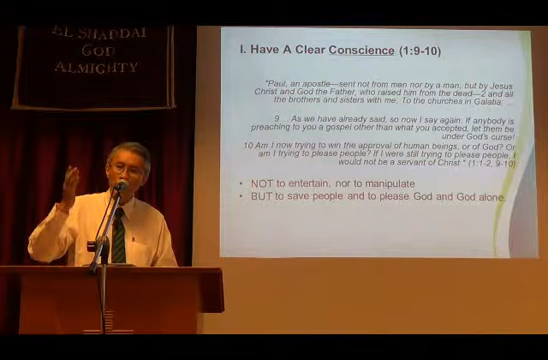 EL SHADDAI
GOD
ALMIGHTY
I. Have A Clear Conscience (1:9-10)
"Paul, an apostle—sent not from men nor by a man, but by Jesus
Christ and God the Father, who raised him from the dead—2 and all
the brothers and sisters with me, To the churches in Galatia: ...
9 ... As we have already said, so now I say again: If anybody is
preaching to you a gospel other than what you accepted, let them be
under God's curse!
10 Am I now trying to win the approval of human beings, or of God? Or
am I trying to please people? If I were still trying to please people, I
would not be a servant of Christ" (1:1-2, 9-10)
• NOT to entertain, nor to manipulate
• BUT to save people and to please God and God alone.